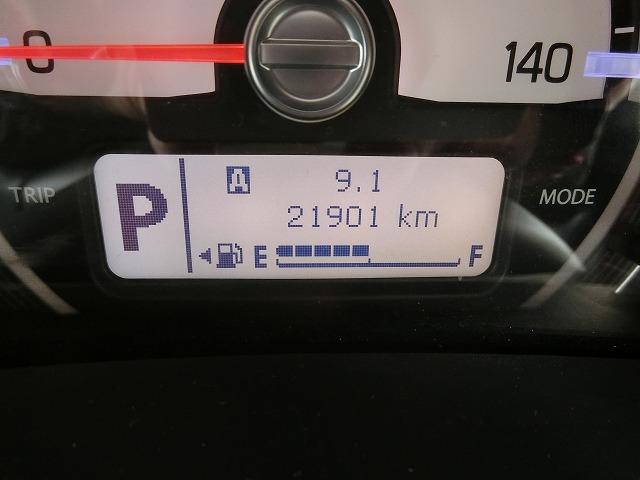 0 140
TRIP MODE
P
A 9.1
21901 km
E F